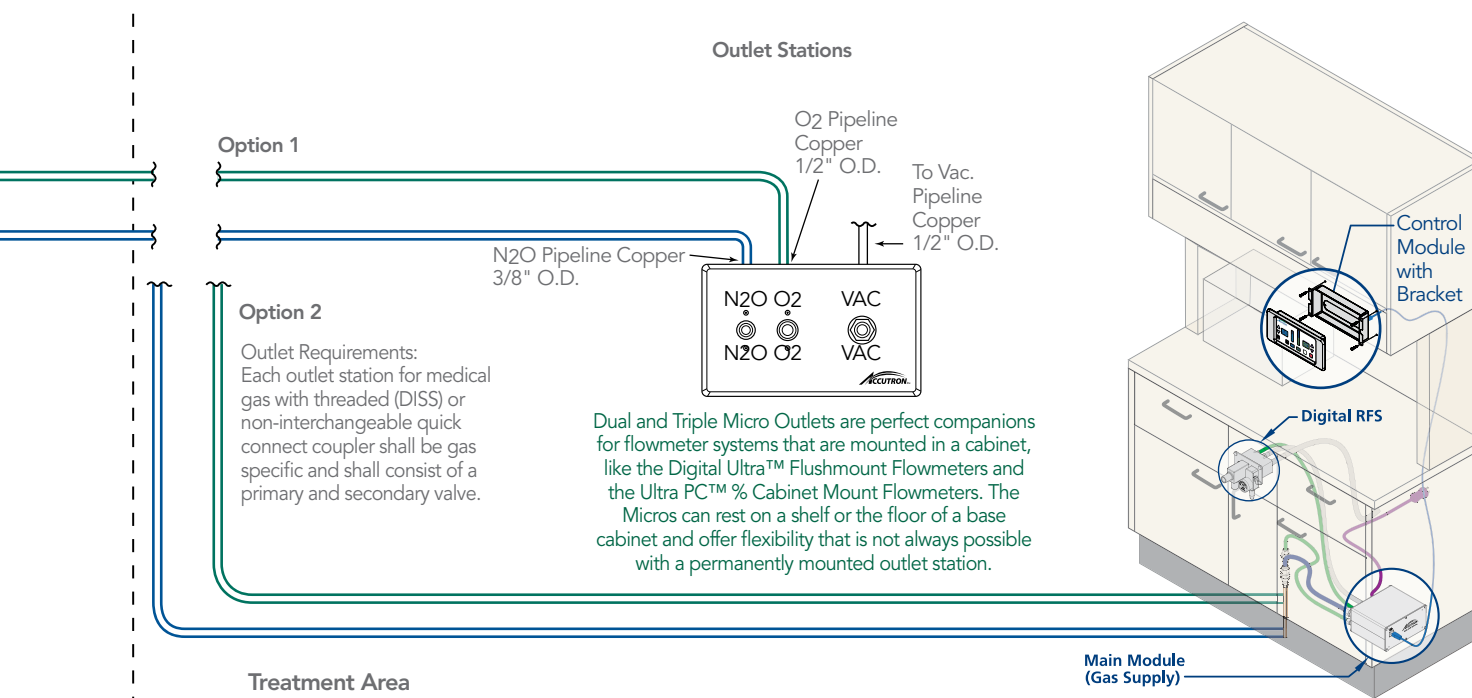 Outlet Stations
Option 1
O2 Pipeline
Copper
1/2" O.D.
To Vac.
Pipeline
Copper
1/2" O.D.
N2O Pipeline Copper
3/8" O.D.
N2O O2 VAC
N2O O2 VAC
ACCUTRON
Option 2
Outlet Requirements:
Each outlet station for medical
gas with threaded (DISS) or
non-interchangeable quick
connect coupler shall be gas
specific and shall consist of a
primary and secondary valve.
Dual and Triple Micro Outlets are perfect companions
for flowmeter systems that are mounted in a cabinet,
like the Digital Ultra™ Flushmount Flowmeters and
the Ultra PC™ % Cabinet Mount Flowmeters. The
Micros can rest on a shelf or the floor of a base
cabinet and offer flexibility that is not always possible
with a permanently mounted outlet station.
Control
Module
with
Bracket
Digital RFS
Main Module
(Gas Supply)
Treatment Area